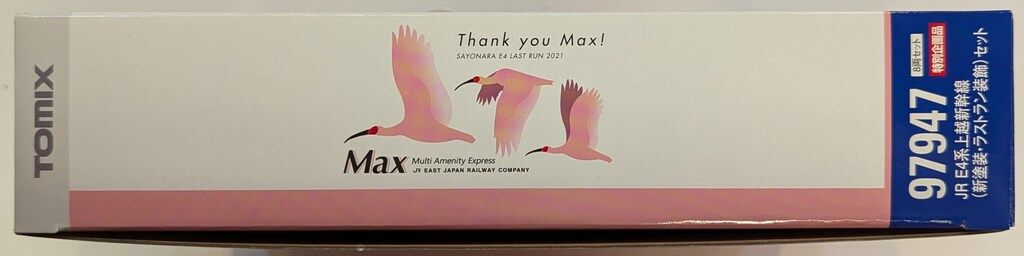 TOMIX
Thank you Max!
SAYONARA E4 LAST RUN 2021
Max Multi Amenity Express
JR EAST JAPAN RAILWAY COMPANY
97947
8両セット
特別企画品
JR E4系上越新幹線
(新塗装・ラストラン装飾)セット